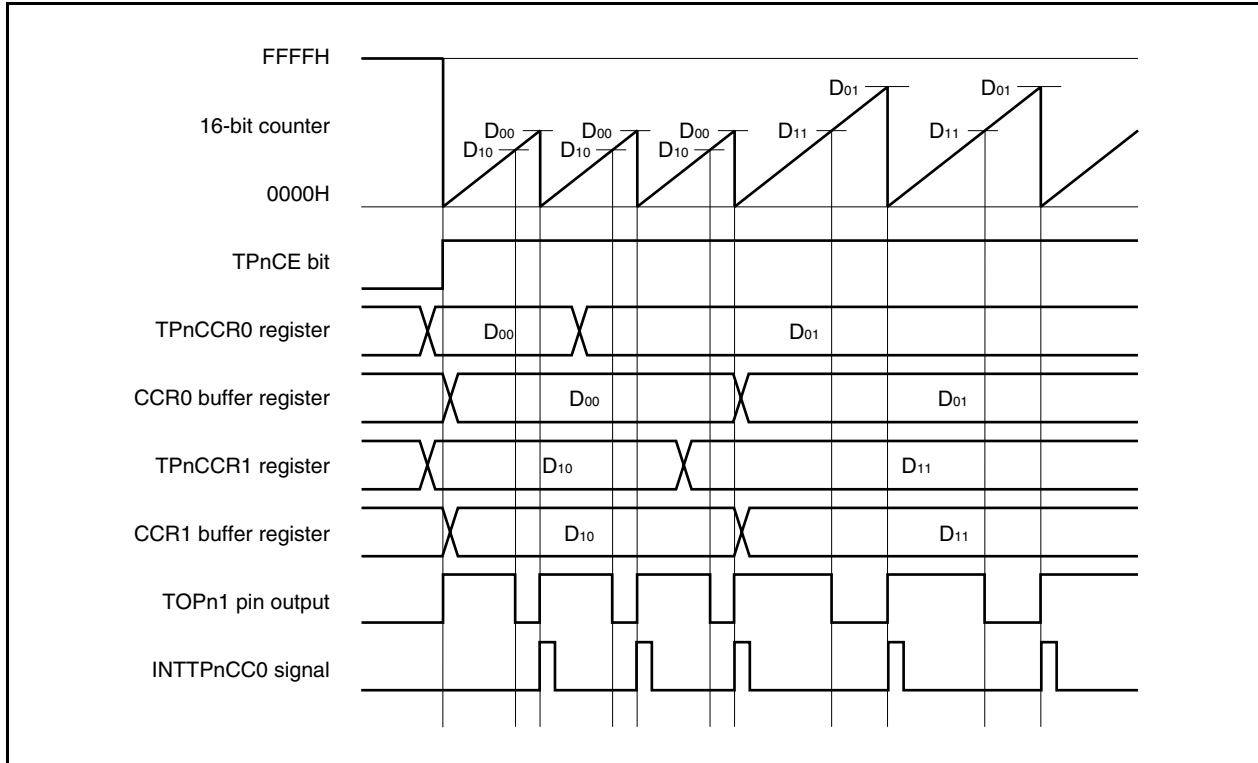 FFFFH
16-bit counter
0000H
D00 D00 D00 D01 D01
D10 D10 D10 D11 D11
TPnCE bit
TPnCCR0 register
D00 D01
CCR0 buffer register
D00 D01
TPnCCR1 register
D10 D11
CCR1 buffer register
D10 D11
TOPn1 pin output
INTTPnCC0 signal